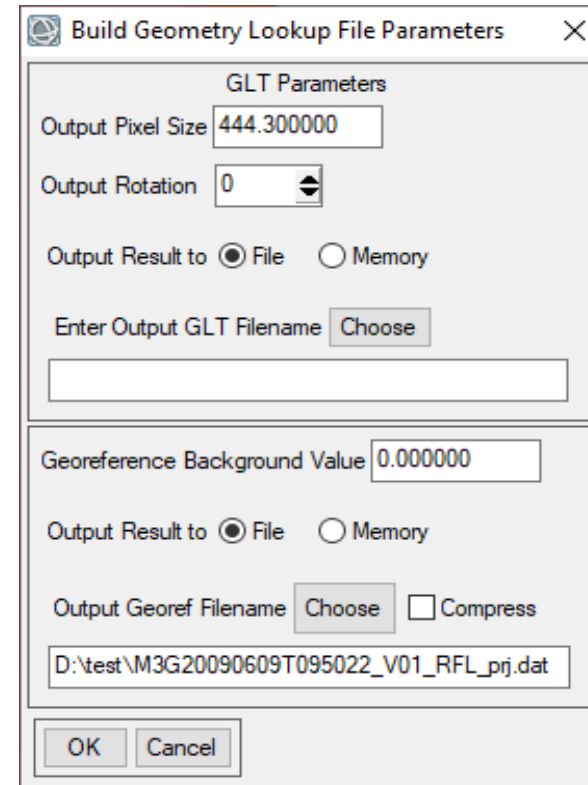 Build Geometry Lookup File Parameters
GLT Parameters
Output Pixel Size 444.300000
Output Rotation 0
Output Result to File Memory
Enter Output GLT Filename Choose
Georeference Background Value 0.000000
Output Result to File Memory
Output Georef Filename Choose Compress
D:\test\M3G20090609T095022_V01_RFL_prj.dat
OK Cancel